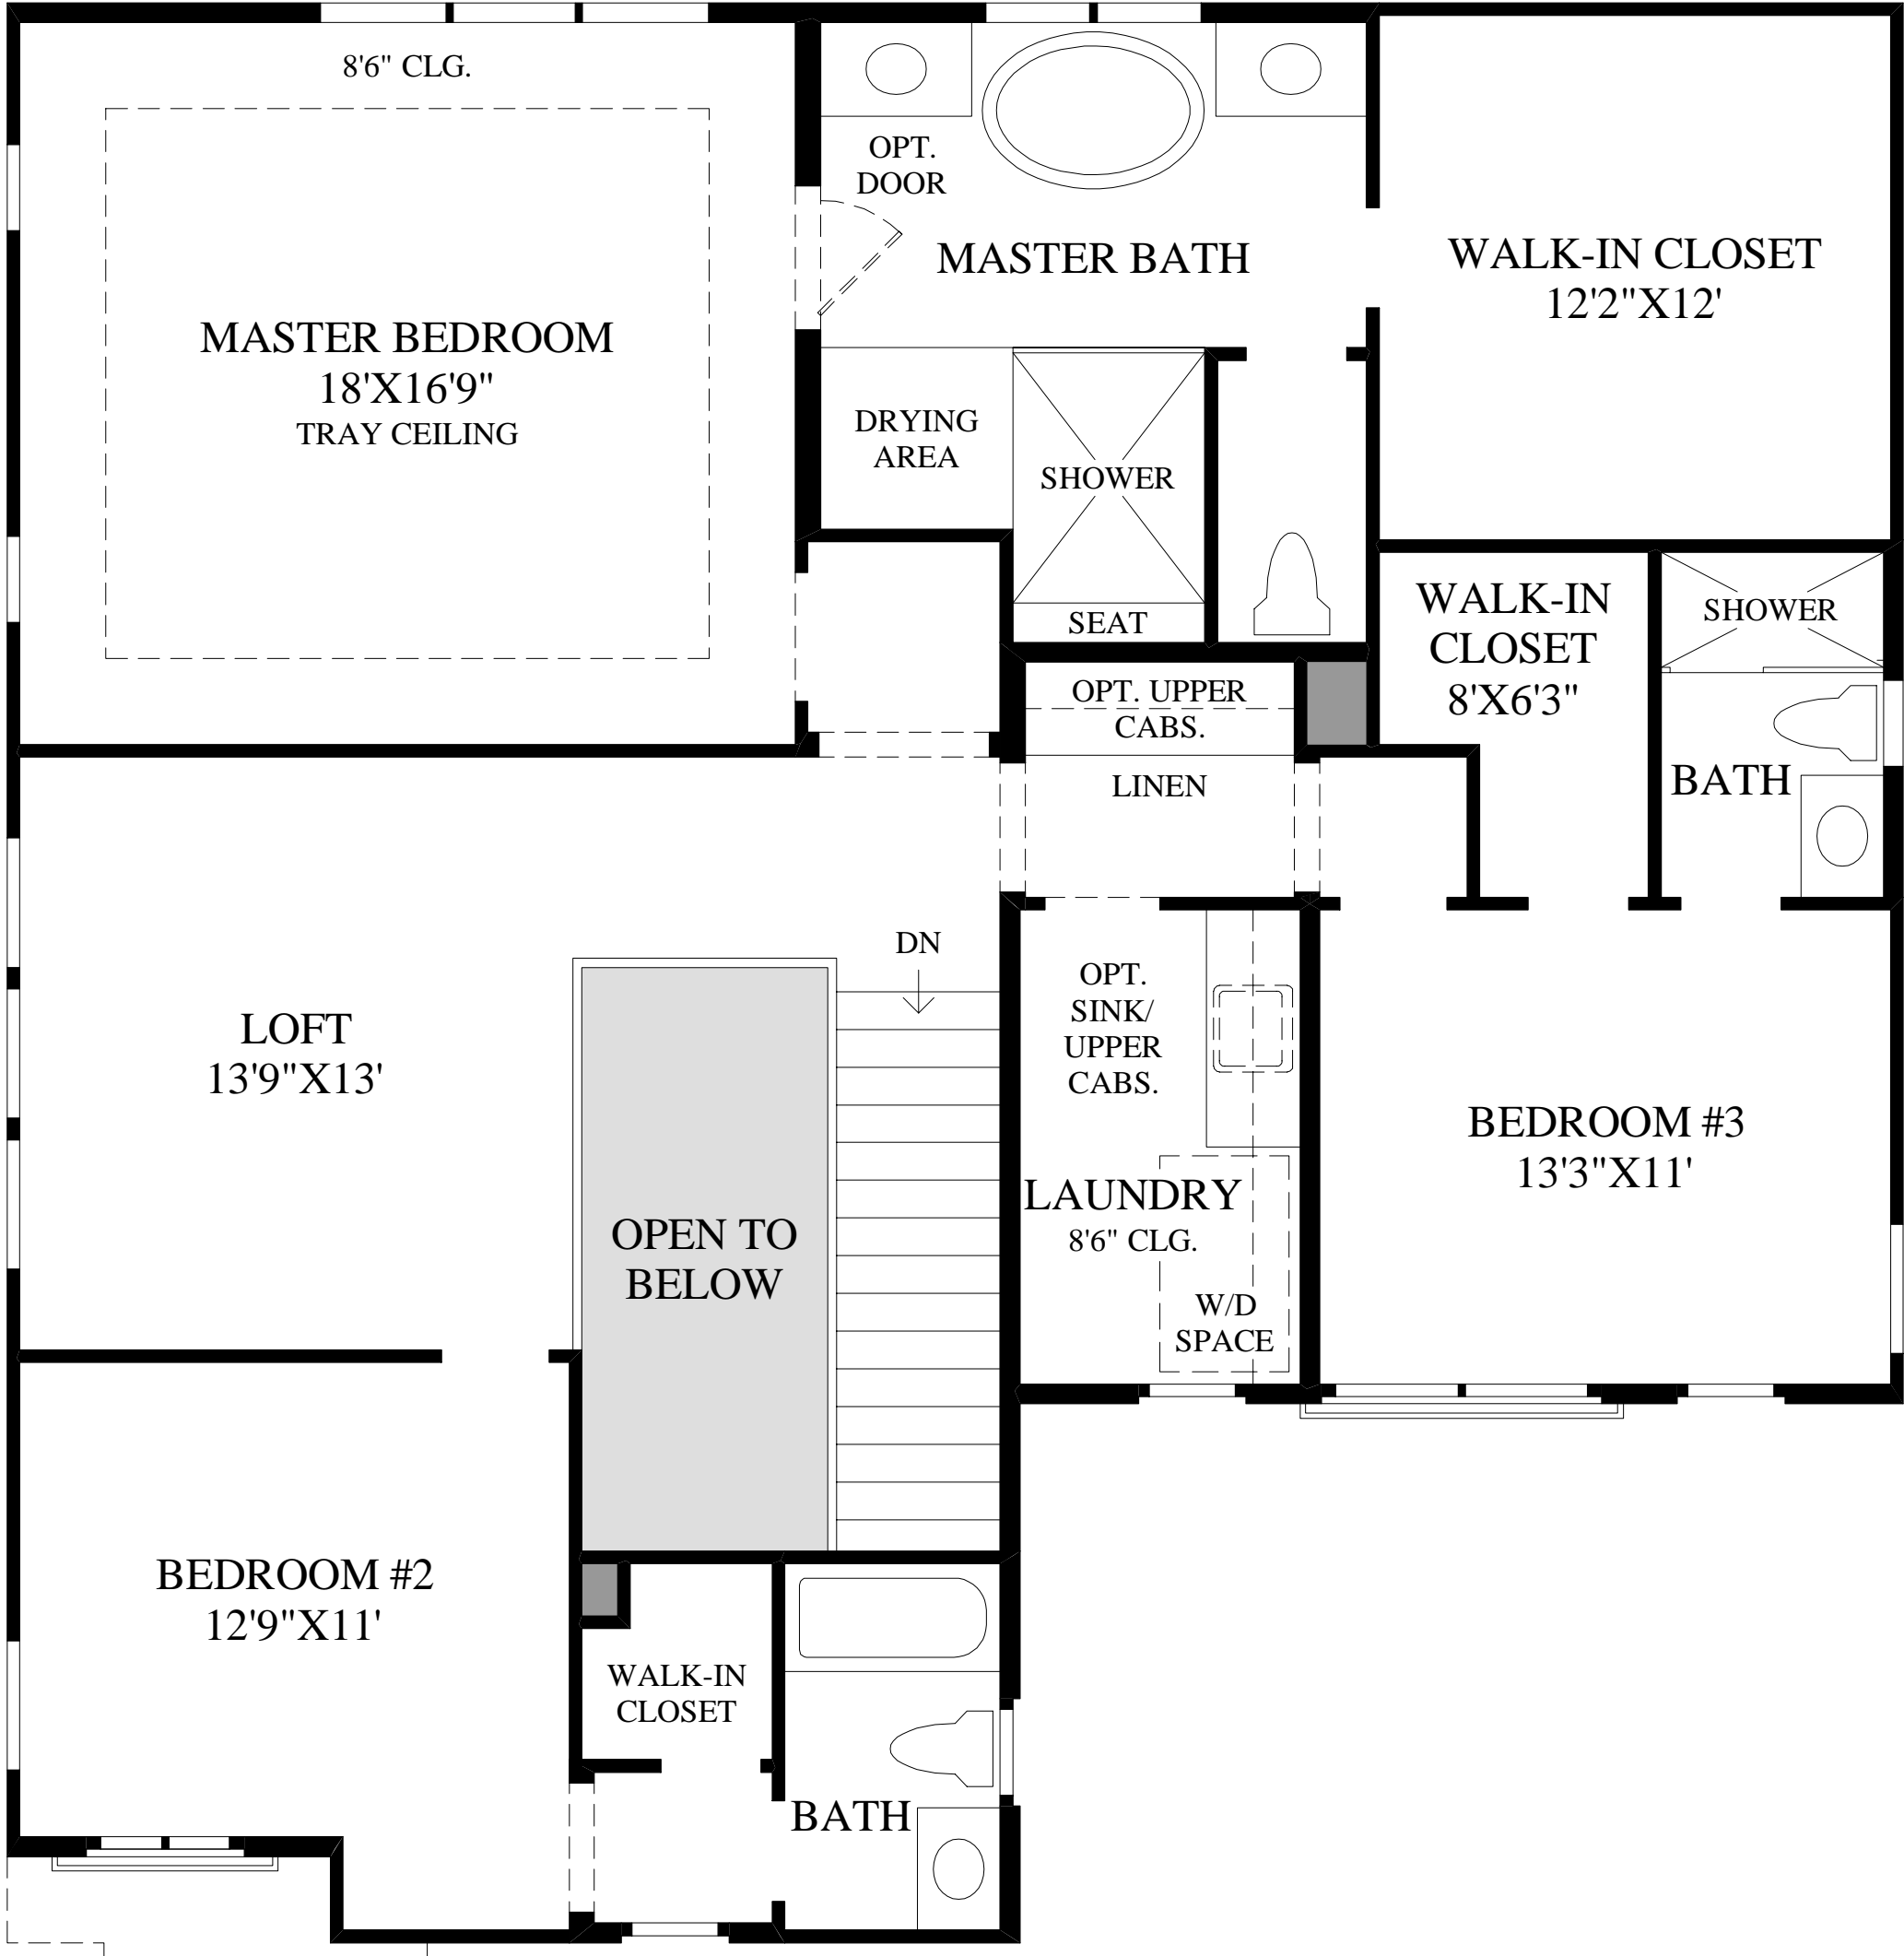 8'6" CLG.
MASTER BEDROOM
18'X16'9"
TRAY CEILING
OPT.
DOOR
MASTER BATH
WALK-IN CLOSET
12'2"X12'
DRYING
AREA
SHOWER
SEAT
WALK-IN
CLOSET
8'X6'3"
SHOWER
BATH
OPT. UPPER
CABS.
LINEN
LOFT
13'9"X13'
DN
OPEN TO
BELOW
OPT.
SINK/
UPPER
CABS.
LAUNDRY
8'6" CLG.
W/D
SPACE
BEDROOM #3
13'3"X11'
BEDROOM #2
12'9"X11'
WALK-IN
CLOSET
BATH